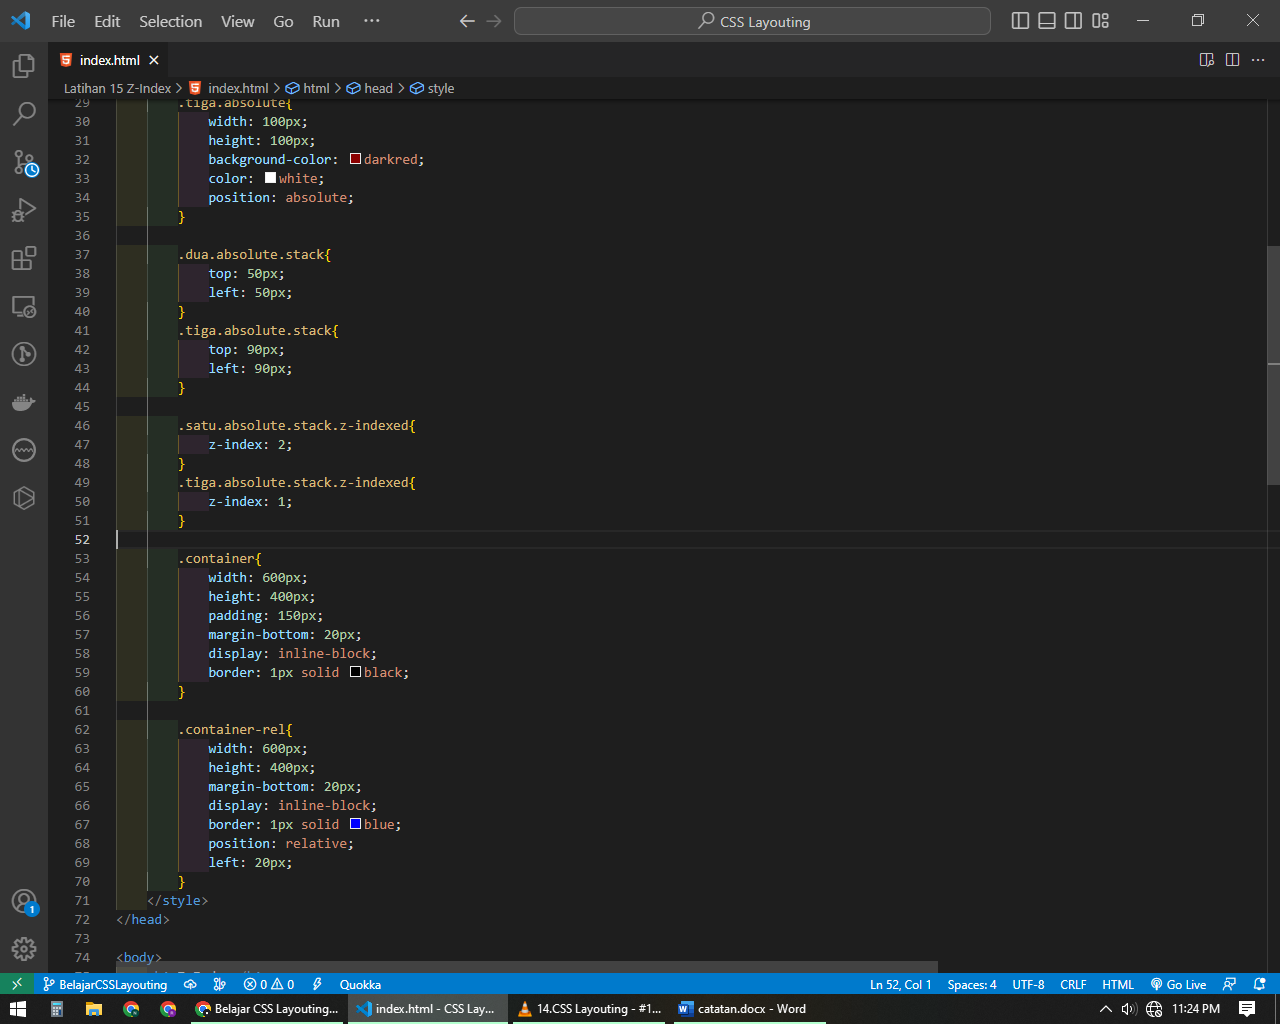 File Edit Selection View Go Run ···
CSS Layouting
index.html
Latihan 15 Z-Index > index.html > html > head > style
29 .tiga.absolute{
30 width: 100px;
31 height: 100px;
32 background-color: darkred;
33 color: white;
34 position: absolute;
35 }
36
37 .dua.absolute.stack{
38 top: 50px;
39 left: 50px;
40 }
41 .tiga.absolute.stack{
42 top: 90px;
43 left: 90px;
44 }
45
46 .satu.absolute.stack.z-indexed{
47 z-index: 2;
48 }
49 .tiga.absolute.stack.z-indexed{
50 z-index: 1;
51 }
52
53 .container{
54 width: 600px;
55 height: 400px;
56 padding: 150px;
57 margin-bottom: 20px;
58 display: inline-block;
59 border: 1px solid black;
60 }
61
62 .container-rel{
63 width: 600px;
64 height: 400px;
65 margin-bottom: 20px;
66 display: inline-block;
67 border: 1px solid blue;
68 position: relative;
69 left: 20px;
70 }
71 </style>
72 </head>
73
74 <body>
1
BelajarCSSLayouting 0 0 Quokka Ln 52, Col 1 Spaces: 4 UTF-8 CRLF HTML Go Live
Belajar CSS Layouting... index.html - CSS Lay... 14.CSS Layouting - #1... catatan.docx - Word 11:24 PM